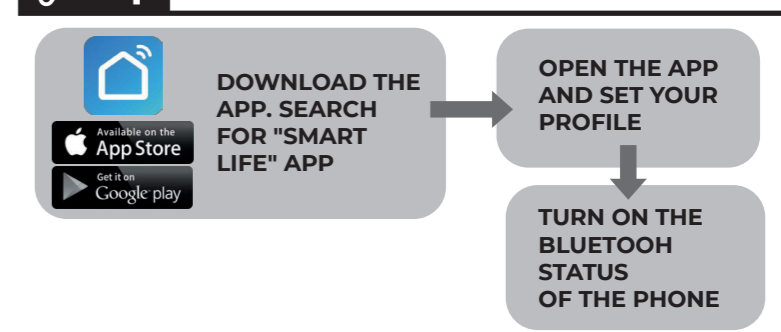 DOWNLOAD THE
APP. SEARCH
FOR "SMART
LIFE" APP
Available on the
App Store
Get it on
Google play
OPEN THE APP
AND SET YOUR
PROFILE
TURN ON THE
BLUETOOH
STATUS
OF THE PHONE